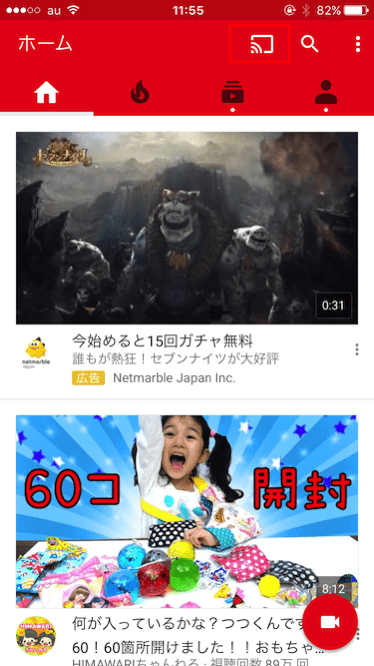 au 11:55 82%
ホーム
0:31
今始めると15回ガチャ無料
誰もが熱狂！セブンナイツが大好評
netmarble
Japan
広告 Netmarble Japan Inc.
60コ 開封
8:12
HIMAWARI
何が入っているかな？つつくんです
60！60箇所開けました！！おもちゃ…
HIMAWARIちゃんねる · 視聴回数 89万 回